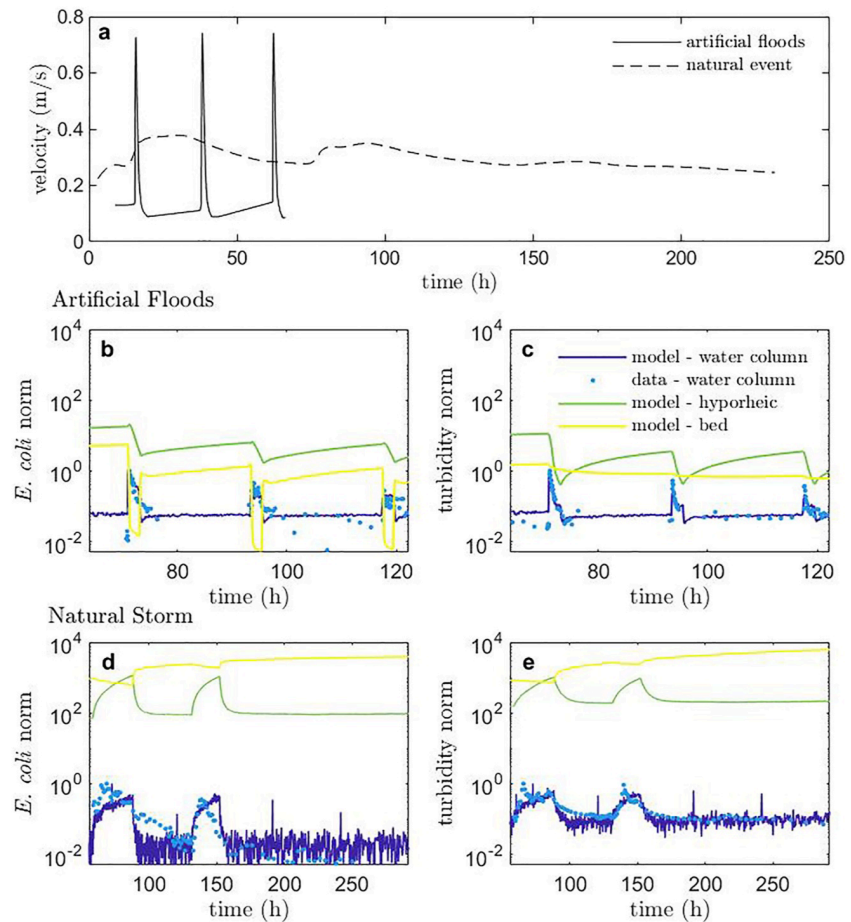 a
artificial floods
natural event
0.8
0.6
0.4
0.2
0
velocity (m/s)
0 50 100 150 200 250
time (h)
Artificial Floods
b
10^4
10^2
10^0
10^-2
E. coli norm
80 100 120
time (h)
c
model - water column
data - water column
model - hyporheic
model - bed
10^4
10^2
10^0
10^-2
turbidity norm
80 100 120
time (h)
Natural Storm
d
10^4
10^2
10^0
10^-2
E. coli norm
100 150 200 250
time (h)
e
10^4
10^2
10^0
10^-2
turbidity norm
100 150 200 250
time (h)